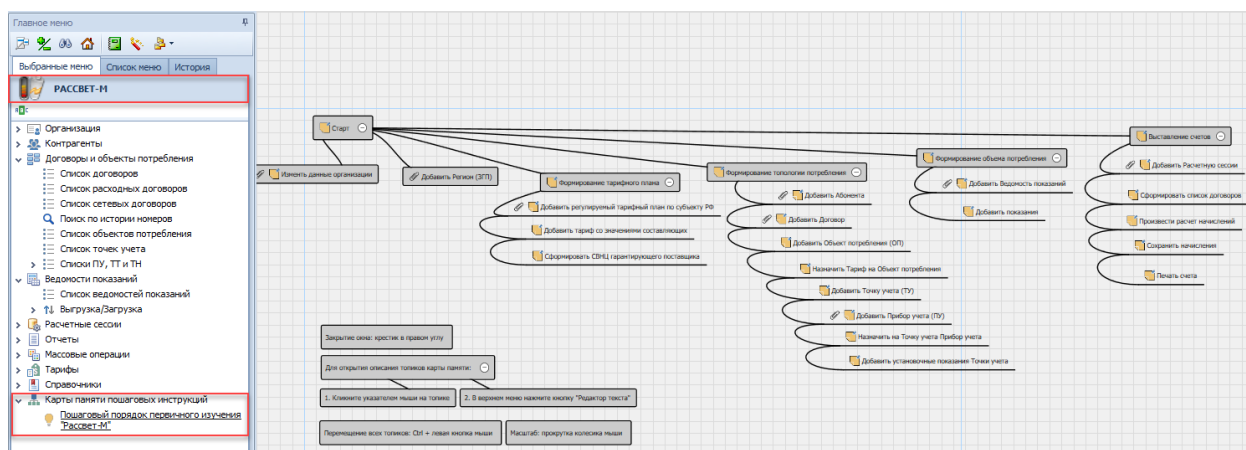 Главное меню
Выбранные меню Список меню История
РАССВЕТ-М
Организация
Контрагенты
Договоры и объекты потребления
Список договоров
Список расходных договоров
Список сетевых договоров
Поиск по истории номеров
Список объектов потребления
Список точек учета
Списки ПУ, ТТ и ТН
Ведомости показаний
Список ведомостей показаний
Выгрузка/Загрузка
Расчетные сессии
Отчеты
Массовые операции
Тарифы
Справочники
Карты памяти пошаговых инструкций
Пошаговый порядок первичного изучения
"Рассвет-М"
Старт
Изменть данные организации
Добавить Регион (ЗГП)
Формирование тарифного плана
Добавить регулируемый тарифный план по субъекту РФ
Добавить тариф со значениями составляющих
Сформировать СВНЦ гарантирующего поставщика
Формирование топологии потребления
Добавить Абонента
Добавить Договор
Добавить Объект потребления (ОП)
Назначить Тариф на Объект потребления
Добавить Точку учета (ТУ)
Добавить Прибор учета (ПУ)
Назначить на Точку учета Прибор учета
Добавить установочные показания Точки учета
Формирование объема потребления
Добавить Ведомость показаний
Добавить показания
Выставление счетов
Добавить Расчетную сессии
Сформировать список договоров
Произвести расчет начислений
Сохранить начисления
Печать счета
Закрытие окна: крестик в правом углу
Для открытия описания топиков карты памяти:
1. Кликните указателем мыши на топике
2. В верхнем меню нажмите кнопку "Редактор текста"
Перемещение всех топиков: Ctrl + левая кнопка мыши
Масштаб: прокрутка колесика мыши